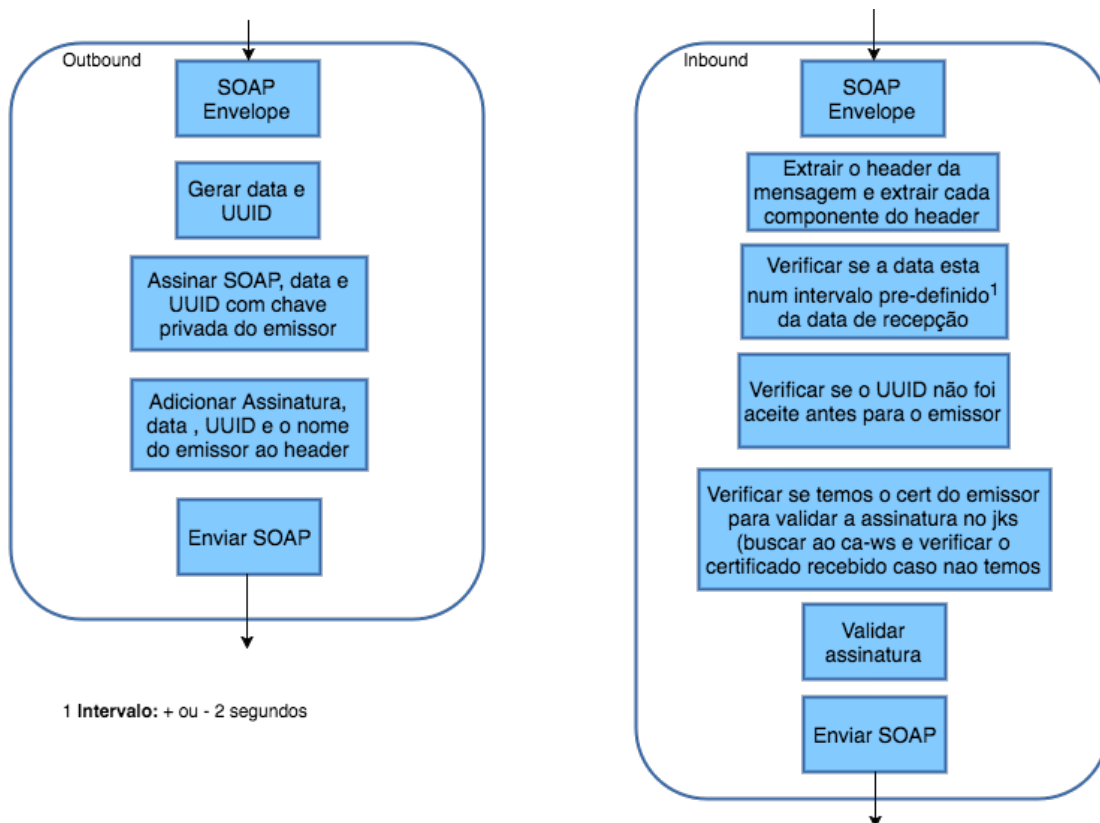 Outbound
SOAP
Envelope
Gerar data e
UUID
Assinar SOAP, data e
UUID com chave
privada do emissor
Adicionar Assinatura,
data , UUID e o nome
do emissor ao header
Enviar SOAP
1 Intervalo: + ou - 2 segundos
Inbound
SOAP
Envelope
Extrair o header da
mensagem e extrair cada
componente do header
Verificar se a data esta
num intervalo pre-definido¹
da data de recepção
Verificar se o UUID não foi
aceite antes para o emissor
Verificar se temos o cert do emissor
para validar a assinatura no jks
(buscar ao ca-ws e verificar o
certificado recebido caso nao temos
Validar
assinatura
Enviar SOAP